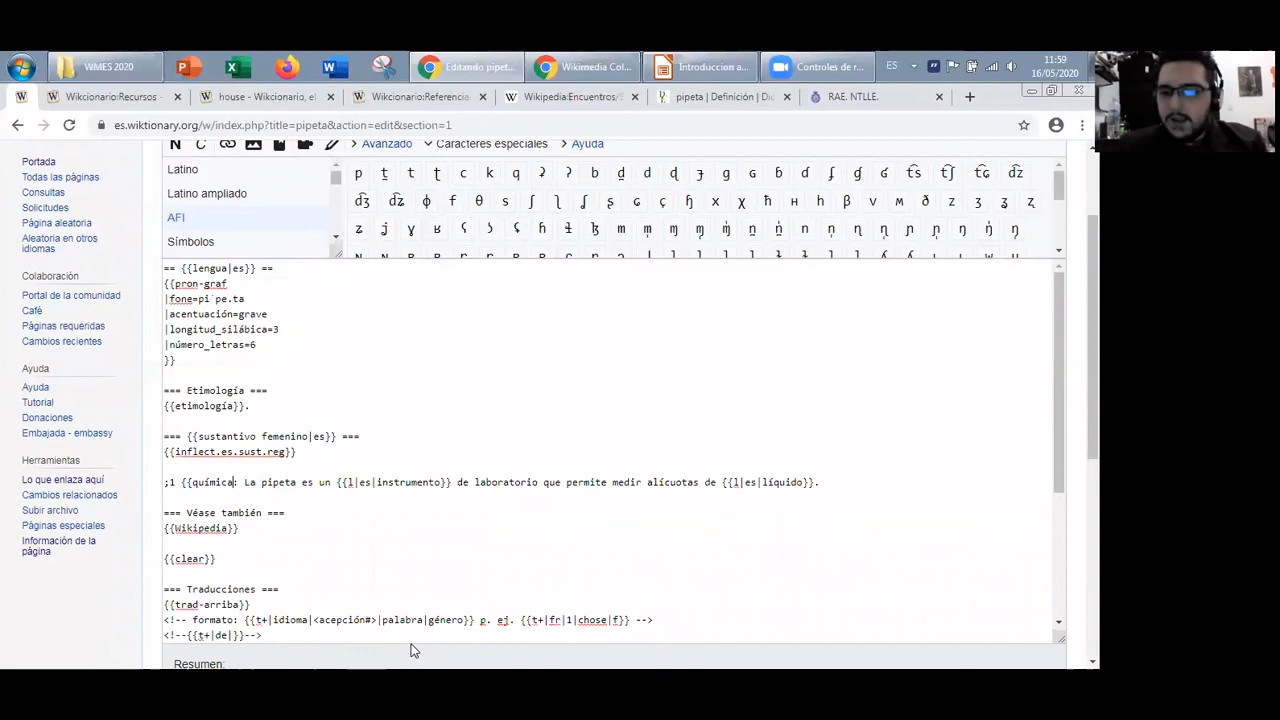 WMES 2020
Editando pipet...
Wikimedia Col...
Introduccion a...
Controles de r...
ES
11:59
16/05/2020
Wikcionario:Recursos -
house - Wikcionario, el
Wikcionario:Referencia
Wikipedia:Encuentros/S
pipeta | Definición | Dic
RAE. NTLLE.
es.wiktionary.org/w/index.php?title=pipeta&action=edit&section=1
N C Avanzado Caracteres especiales Ayuda
Portada
Todas las páginas
Consultas
Solicitudes
Página aleatoria
Aleatoria en otros
idiomas
Colaboración
Portal de la comunidad
Café
Páginas requeridas
Cambios recientes
Ayuda
Ayuda
Tutorial
Donaciones
Embajada - embassy
Herramientas
Lo que enlaza aquí
Cambios relacionados
Subir archivo
Páginas especiales
Información de la
página
Latino
Latino ampliado
AFI
Símbolos
== {{lengua|es}} ==
{{pron-graf
|fone=piˈpe.ta
|acentuación=grave
|longitud_silábica=3
|número_letras=6
}}
=== Etimología ===
{{etimología}}.
=== {{sustantivo femenino|es}} ===
{{inflect.es.sust.reg}}
;1 {{química: La pipeta es un {{l|es|instrumento}} de laboratorio que permite medir alícuotas de {{l|es|líquido}}.
=== Véase también ===
{{Wikipedia}}
{{clear}}
=== Traducciones ===
{{trad-arriba}}
<!-- formato: {{t+|idioma|<acepción#>|palabra|género}} p. ej. {{t+|fr|1|chose|f}} -->
<!--{{t+|de|}}-->
Resumen: